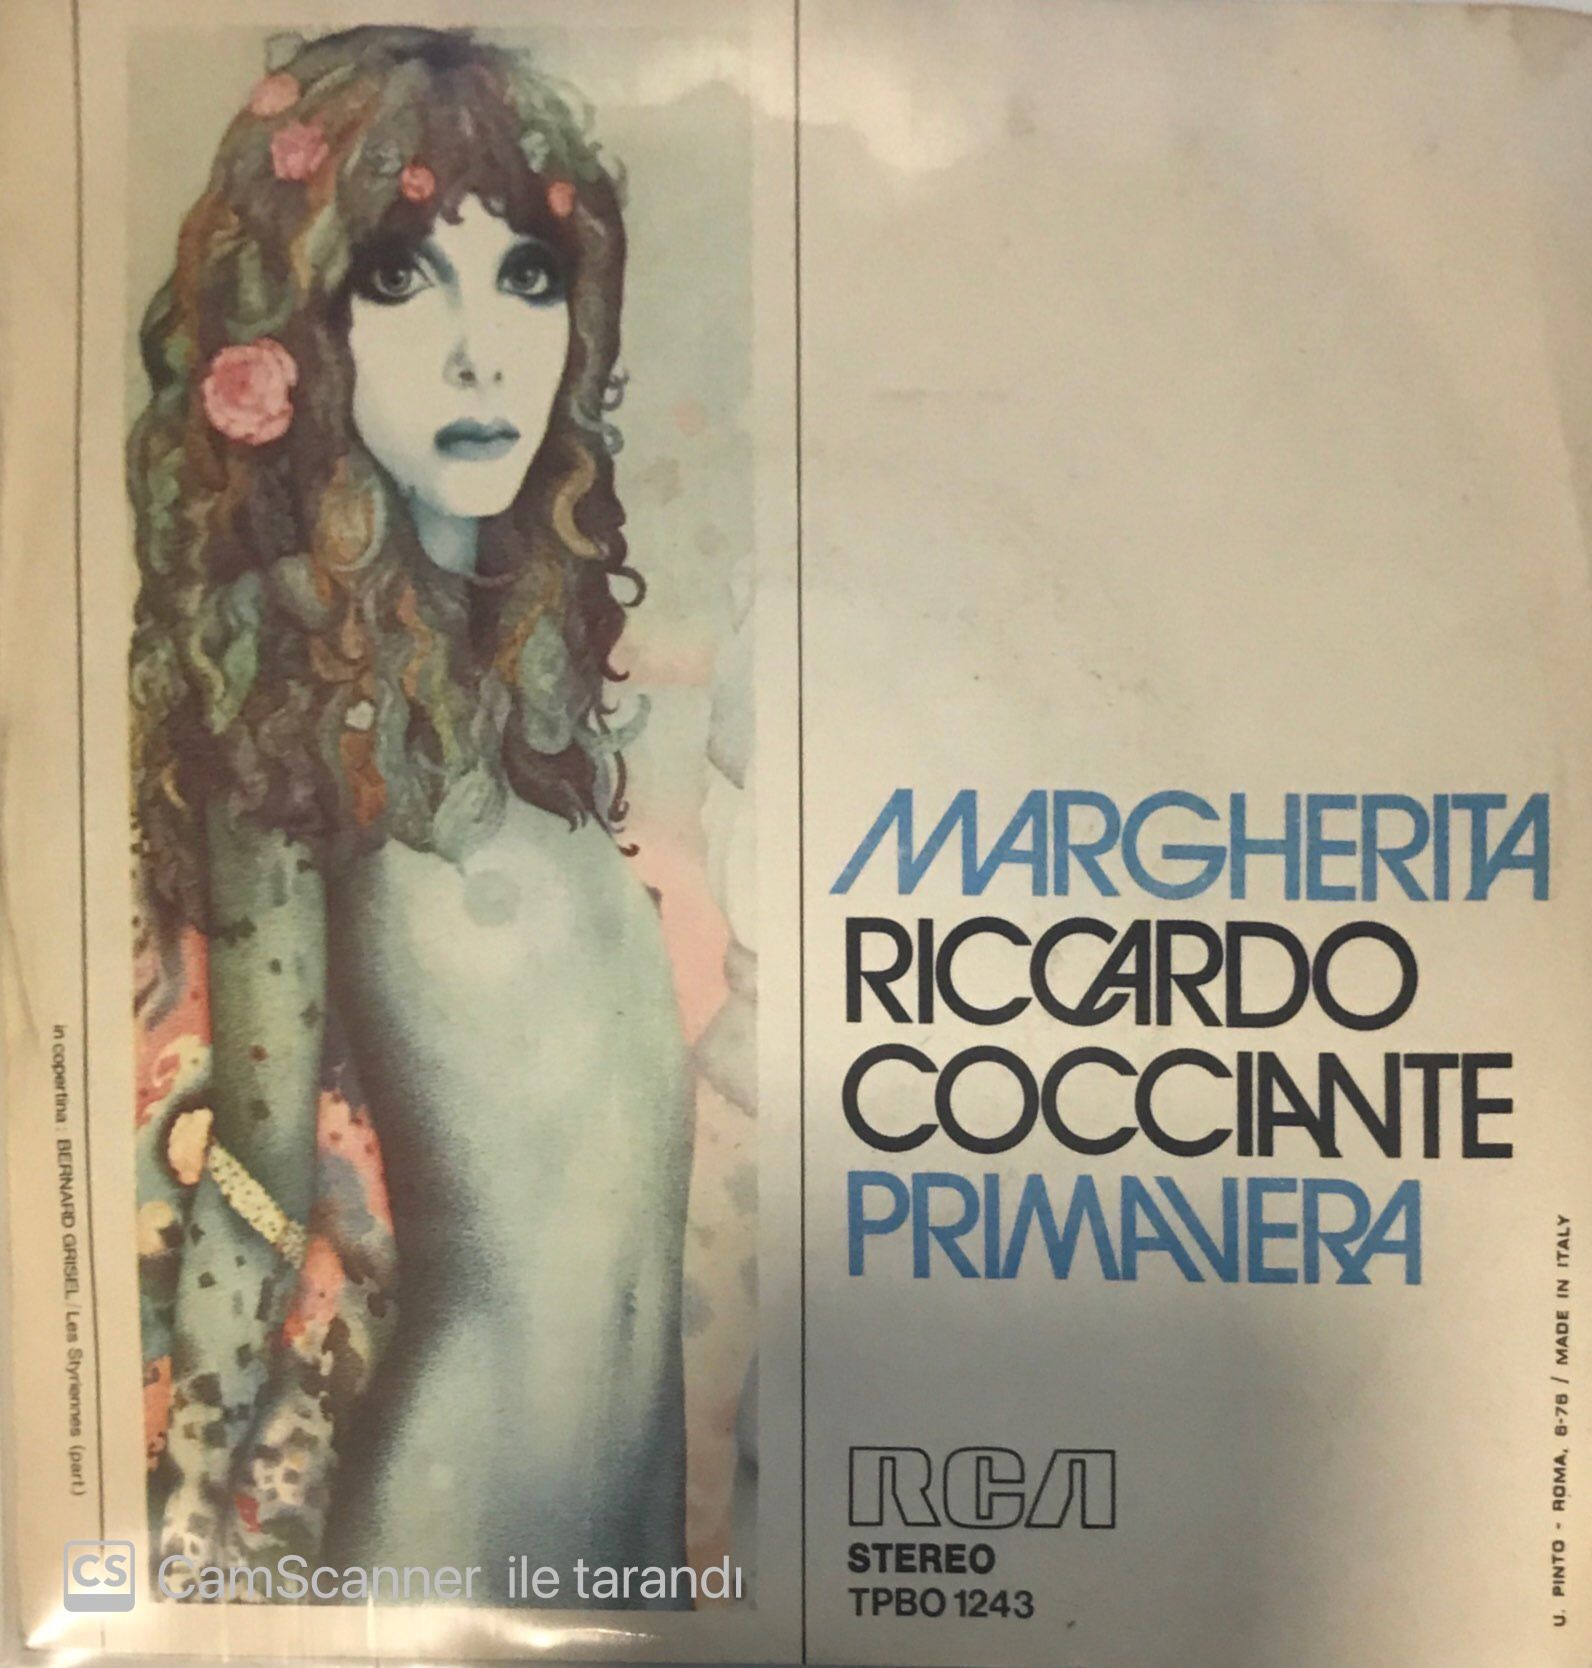 MARGHERITA
RICCARDO
COCCIANTE
PRIMAVERA
RCA
STEREO
TPBO 1243
in copertina : BERNARD GRISEL / Les Styriennes (part.)
U. PINTO - ROMA, 6-76 / MADE IN ITALY
CS CamScanner ile tarandı